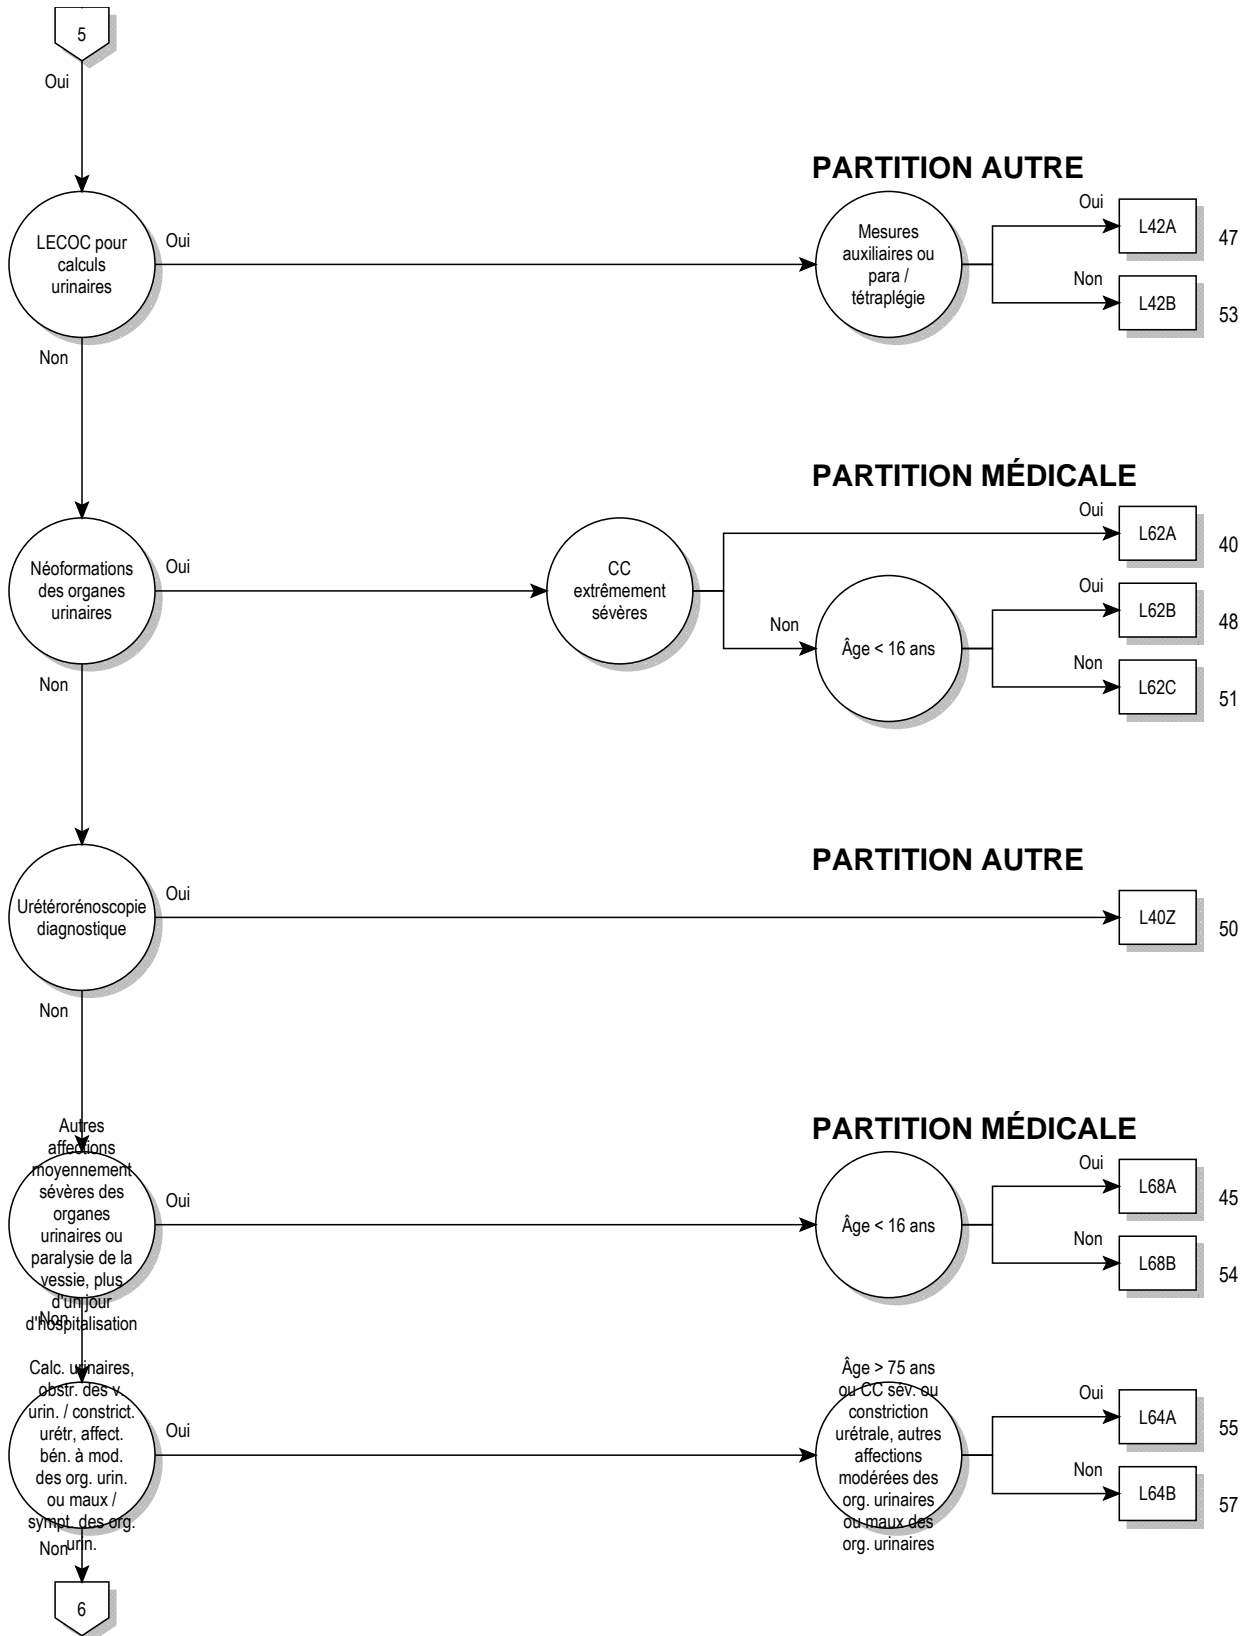 5
Oui
PARTITION AUTRE
LECOC pour
calculs
urinaires
Oui
Mesures
auxiliaires ou
para /
tétraplégie
Oui
L42A
47
Non
L42B
53
Non
PARTITION MÉDICALE
Néoformations
des organes
urinaires
Oui
CC
extrêmement
sévères
Oui
L62A
40
Non
Âge < 16 ans
Oui
L62B
48
Non
L62C
51
Non
PARTITION AUTRE
Urétérorénoscopie
diagnostique
Oui
L40Z
50
Non
PARTITION MÉDICALE
Autres
affections
moyennement
sévères des
organes
urinaires ou
paralysie de la
vessie, plus
d'un jour
d'hospitalisation
Oui
Âge < 16 ans
Oui
L68A
45
Non
L68B
54
Non
Calc. urinaires,
obstr. des v.
urin. / constrict.
urétr, affect.
bén. à mod.
des org. urin.
ou maux /
sympt. des org.
urin.
Oui
Âge > 75 ans
ou CC sév. ou
constriction
urétrale, autres
affections
modérées des
org. urinaires
ou maux des
org. urinaires
Oui
L64A
55
Non
L64B
57
Non
6